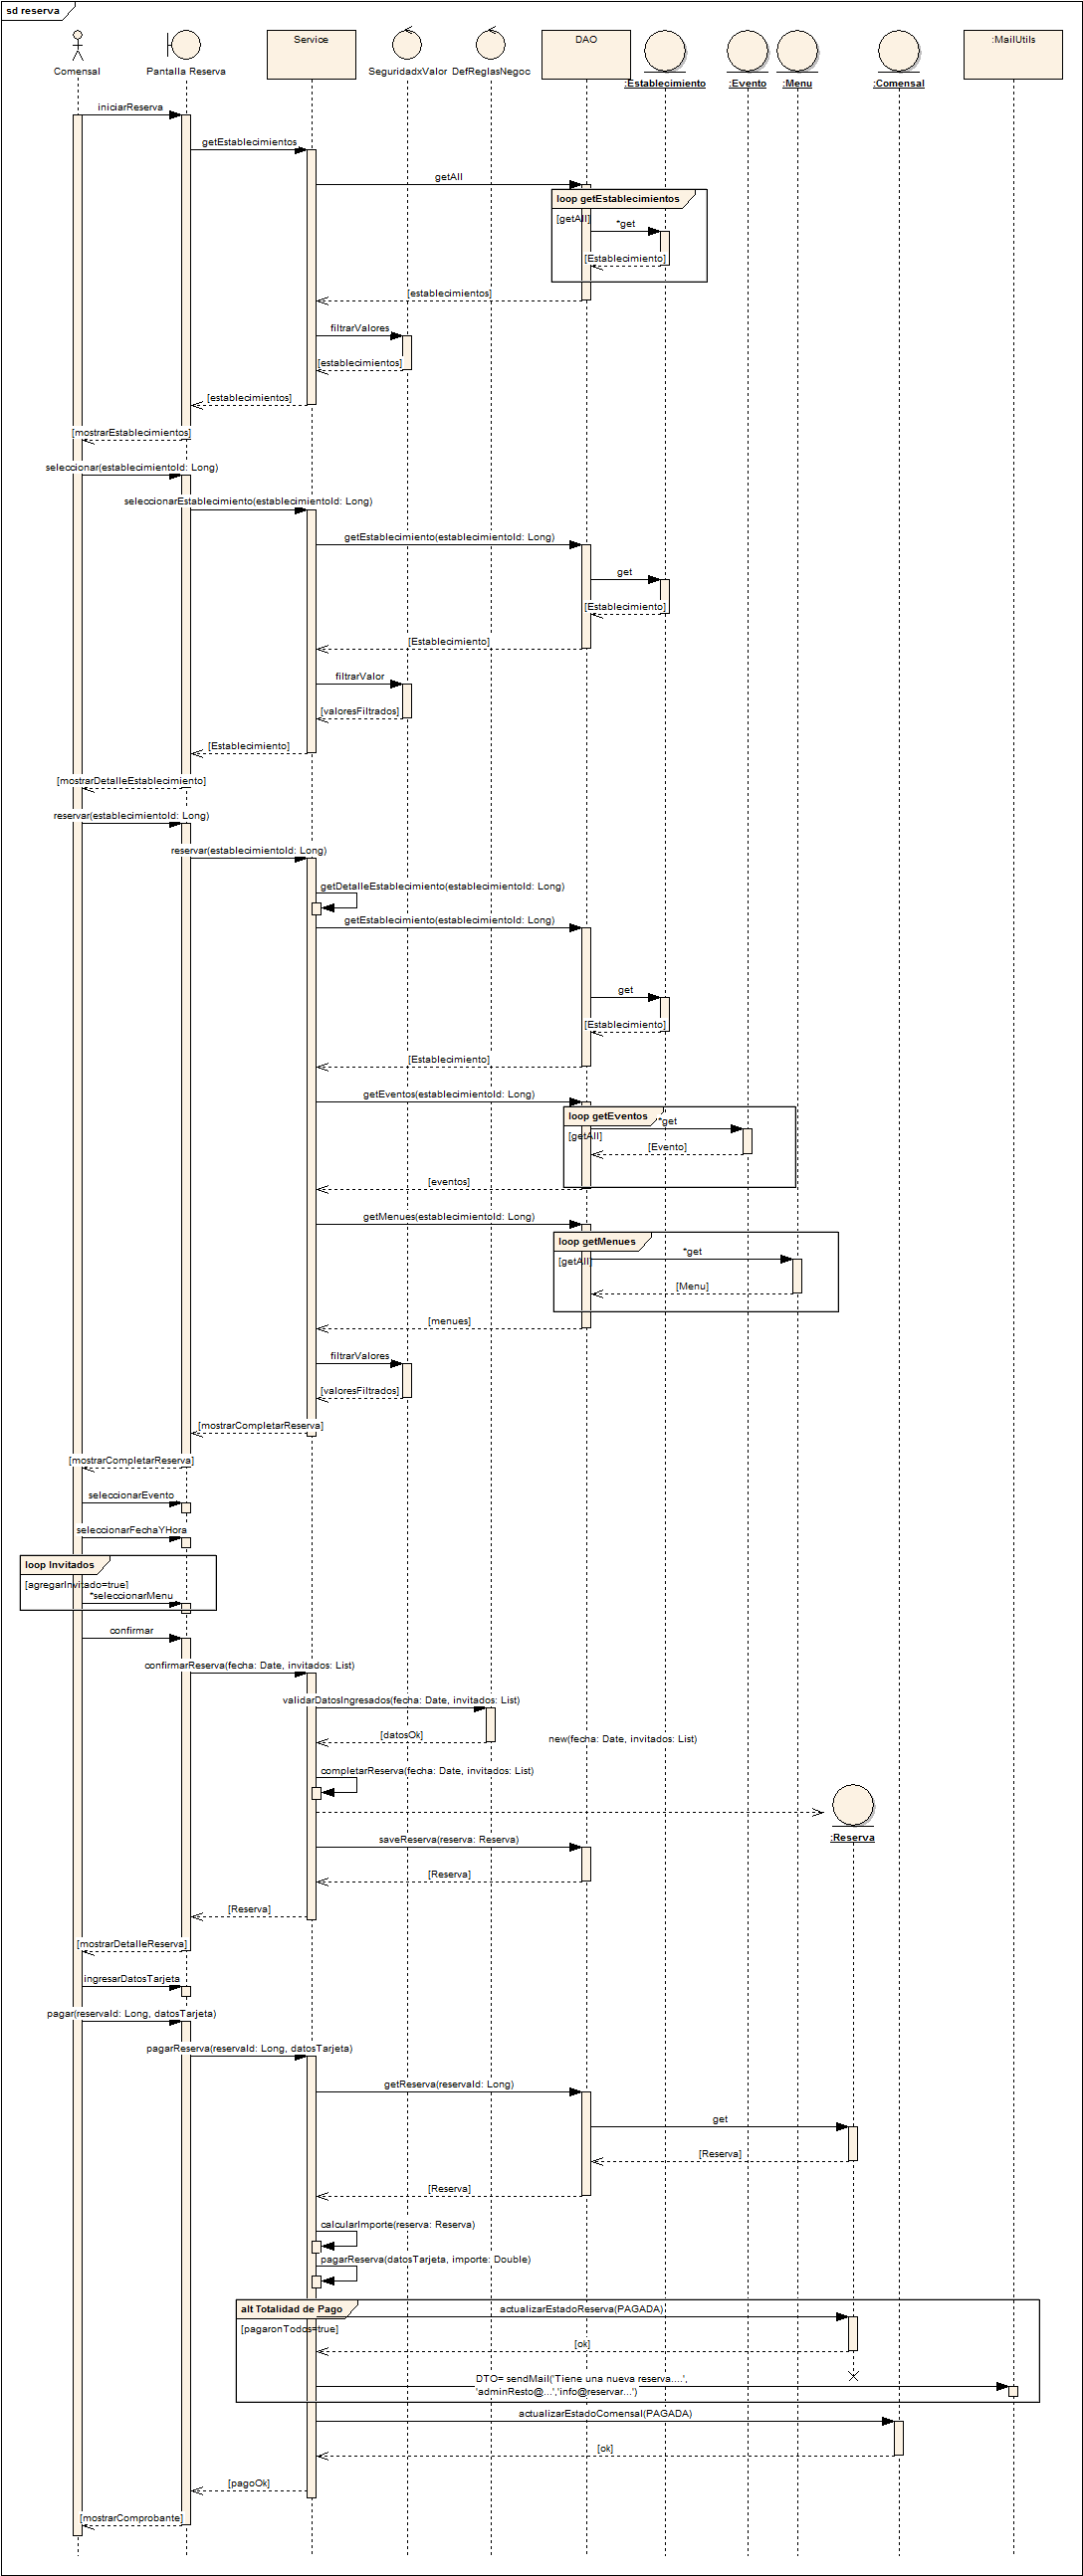 sd reserva
Comensal
Pantalla Reserva
Service
SeguridadxValor
DefReglasNegoc
DAO
:Establecimiento
:Evento
:Menu
:Comensal
:MailUtils
iniciarReserva
getEstablecimientos
getAll
loop getEstablecimientos
[getAll]
*get
[Establecimiento]
[establecimientos]
filtrarValores
[establecimientos]
[establecimientos]
[mostrarEstablecimientos]
seleccionar(establecimientoId: Long)
seleccionarEstablecimiento(establecimientoId: Long)
getEstablecimiento(establecimientoId: Long)
get
[Establecimiento]
[Establecimiento]
filtrarValor
[valoresFiltrados]
[Establecimiento]
[mostrarDetalleEstablecimiento]
reservar(establecimientoId: Long)
reservar(establecimientoId: Long)
getDetalleEstablecimiento(establecimientoId: Long)
getEstablecimiento(establecimientoId: Long)
get
[Establecimiento]
[Establecimiento]
getEventos(establecimientoId: Long)
loop getEventos
*get
[getAll]
[Evento]
[eventos]
getMenues(establecimientoId: Long)
loop getMenues
*get
[getAll]
[Menu]
[menues]
filtrarValores
[valoresFiltrados]
[mostrarCompletarReserva]
[mostrarCompletarReserva]
seleccionarEvento
seleccionarFechaYHora
loop Invitados
[agregarInvitado=true]
*seleccionarMenu
confirmar
confirmarReserva(fecha: Date, invitados: List)
validarDatosIngresados(fecha: Date, invitados: List)
[datosOk]
new(fecha: Date, invitados: List)
completarReserva(fecha: Date, invitados: List)
:Reserva
saveReserva(reserva: Reserva)
[Reserva]
[Reserva]
[mostrarDetalleReserva]
ingresarDatosTarjeta
pagar(reservaId: Long, datosTarjeta)
pagarReserva(reservaId: Long, datosTarjeta)
getReserva(reservaId: Long)
get
[Reserva]
[Reserva]
calcularImporte(reserva: Reserva)
pagarReserva(datosTarjeta, importe: Double)
alt Totalidad de Pago
actualizarEstadoReserva(PAGADA)
[pagaronTodos=true]
[ok]
DTO= sendMail('Tiene una nueva reserva....',
'adminResto@...','info@reservar...')
actualizarEstadoComensal(PAGADA)
[ok]
[pagoOk]
[mostrarComprobante]